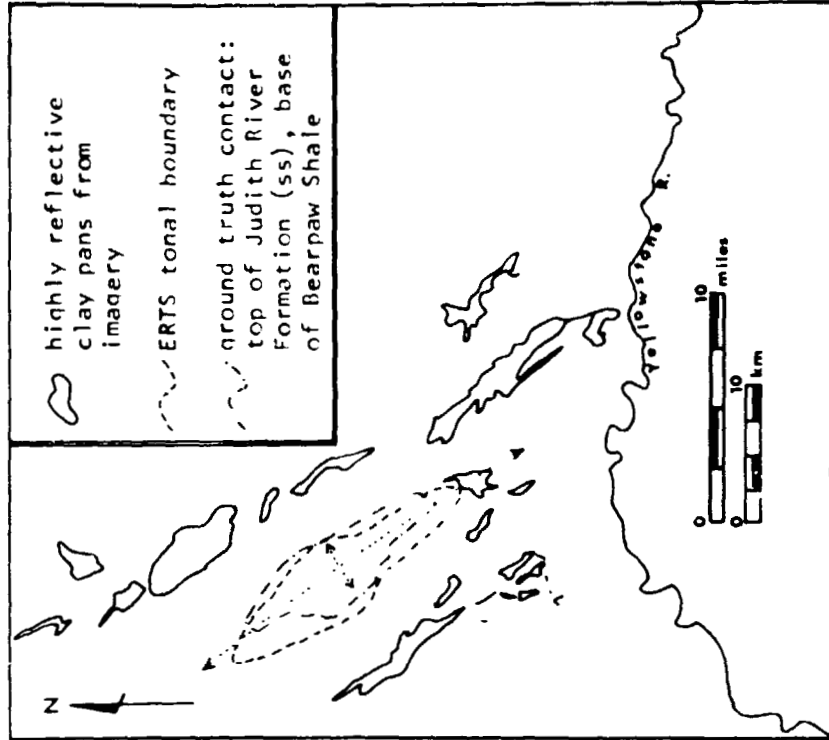 highly reflective
clay pans from
imagery
ERTS tonal boundary
ground truth contact:
top of Judith River
Formation (ss), base
of Bearpaw Shale
N
Yellowstone R.
0 10
miles
0 10
km